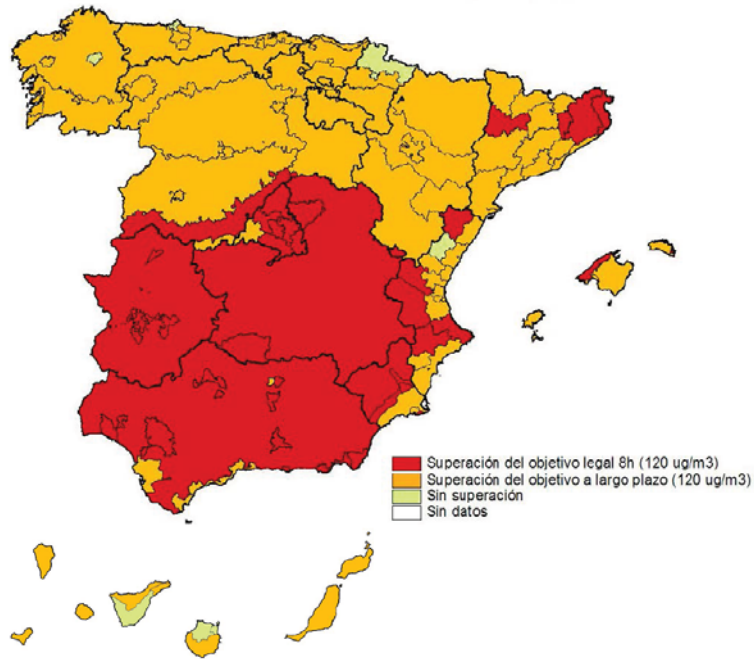 Superación del objetivo legal 8h (120 ug/m3)
Superación del objetivo a largo plazo (120 ug/m3)
Sin superación
Sin datos